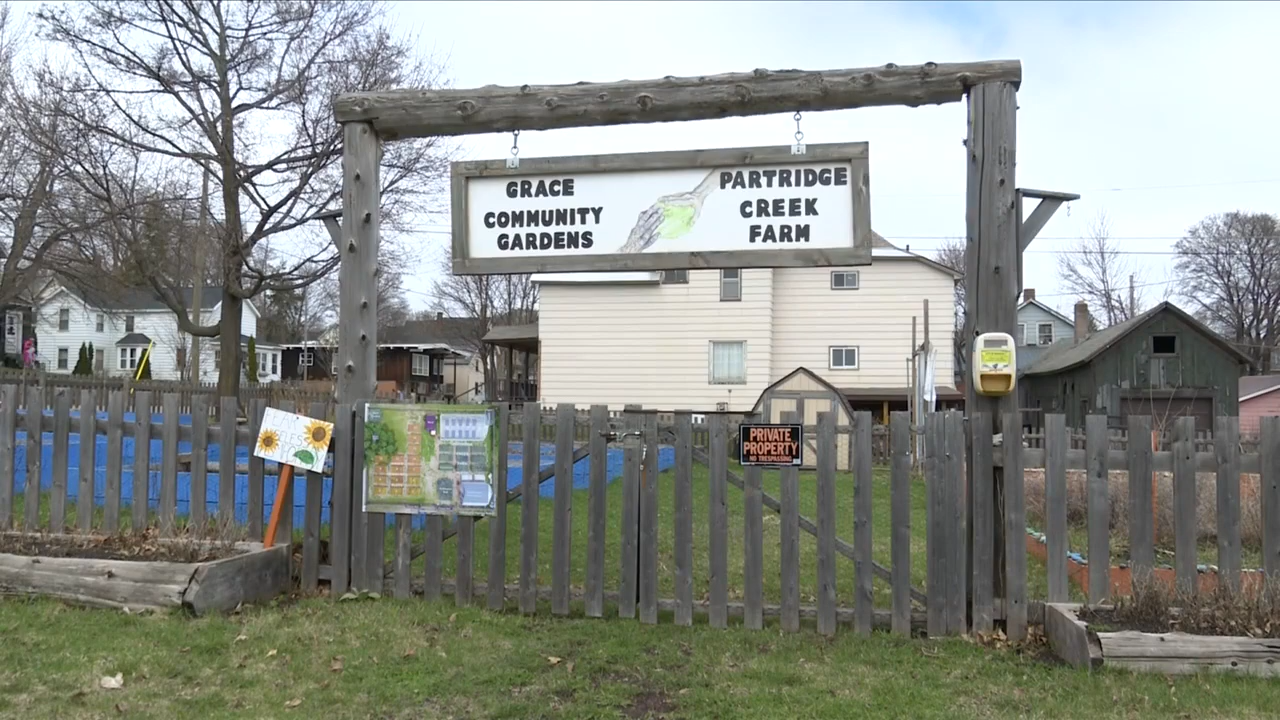 GRACE
COMMUNITY
GARDENS
PARTRIDGE
CREEK
FARM
PRIVATE
PROPERTY
NO TRESPASSING